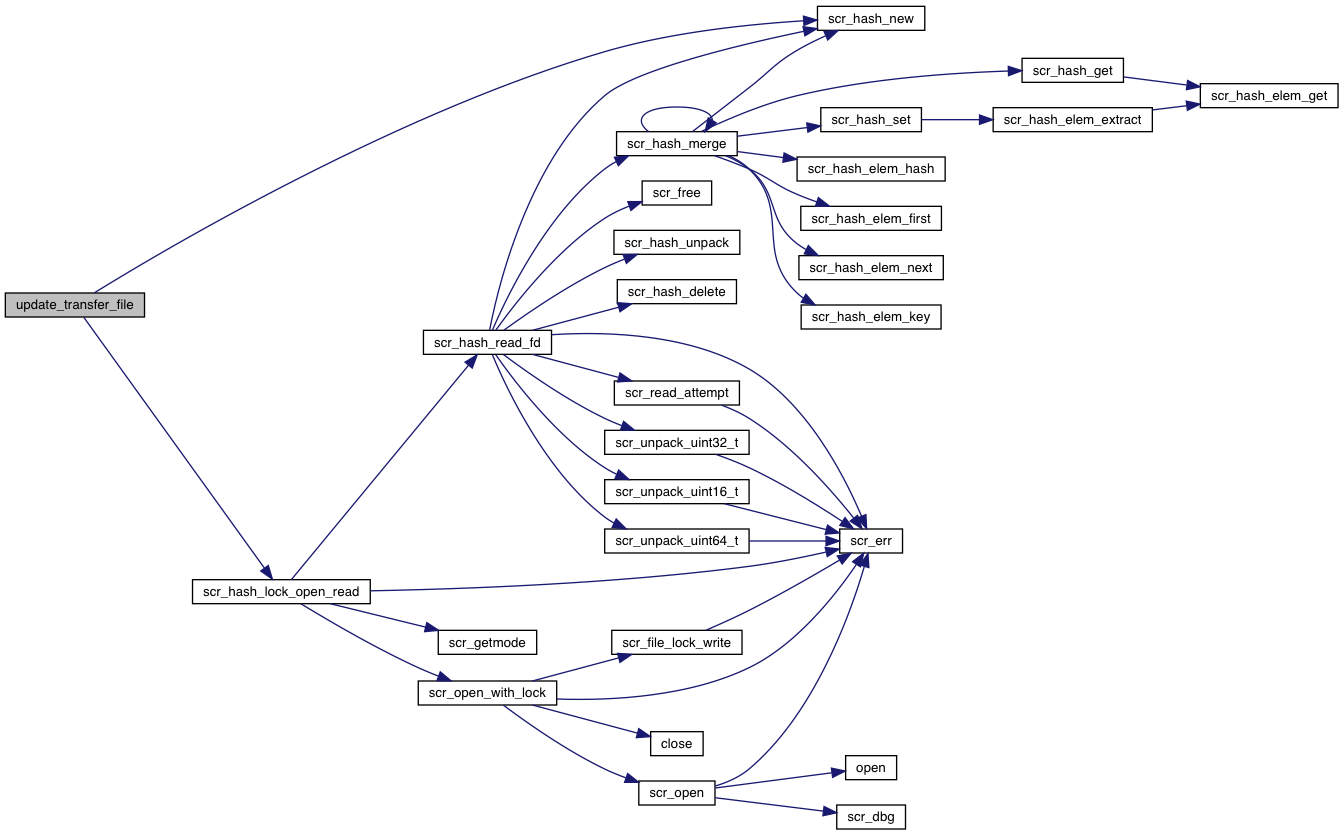 scr_hash_new
scr_hash_get
scr_hash_elem_get
scr_hash_set
scr_hash_elem_extract
scr_hash_merge
scr_hash_elem_hash
scr_free
scr_hash_elem_first
scr_hash_unpack
scr_hash_elem_next
scr_hash_delete
update_transfer_file
scr_hash_elem_key
scr_hash_read_fd
scr_read_attempt
scr_unpack_uint32_t
scr_unpack_uint16_t
scr_unpack_uint64_t
scr_err
scr_hash_lock_open_read
scr_getmode
scr_file_lock_write
scr_open_with_lock
close
open
scr_open
scr_dbg